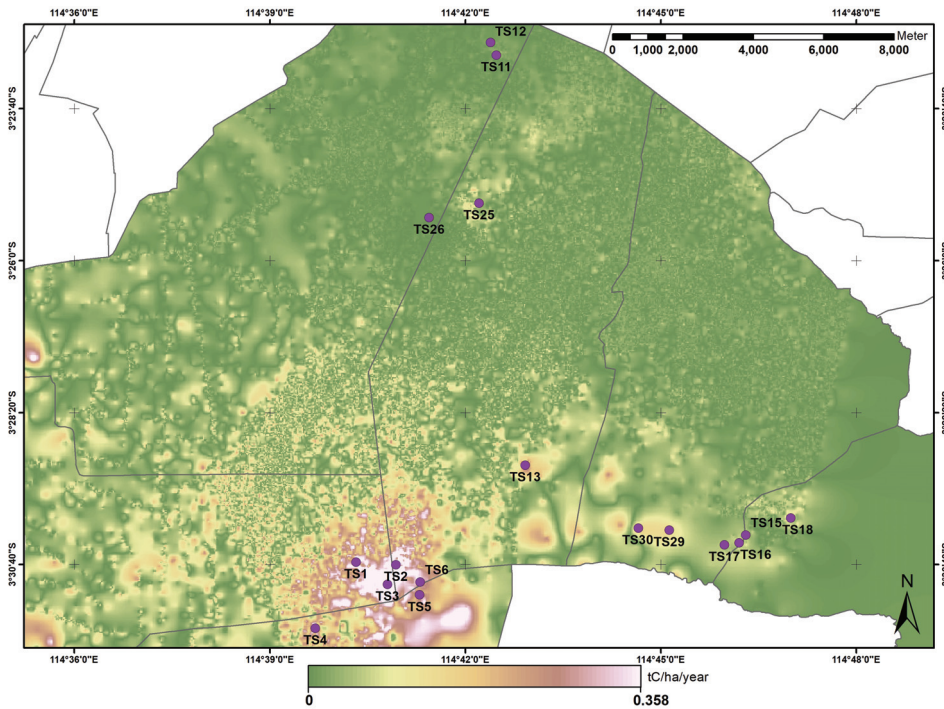 114°36'0"E 114°39'0"E 114°42'0"E 114°45'0"E 114°48'0"E
Meter
0 1,000 2,000 4,000 6,000 8,000
TS12
TS11
3°23'40"S
TS25
TS26
3°26'0"S
3°28'20"S
TS13
TS30 TS29
TS15 TS18
TS17 TS16
3°30'40"S
TS1 TS2 TS6
TS3 TS5
TS4
N
114°36'0"E 114°39'0"E 114°42'0"E 114°45'0"E 114°48'0"E
tC/ha/year
0 0.358